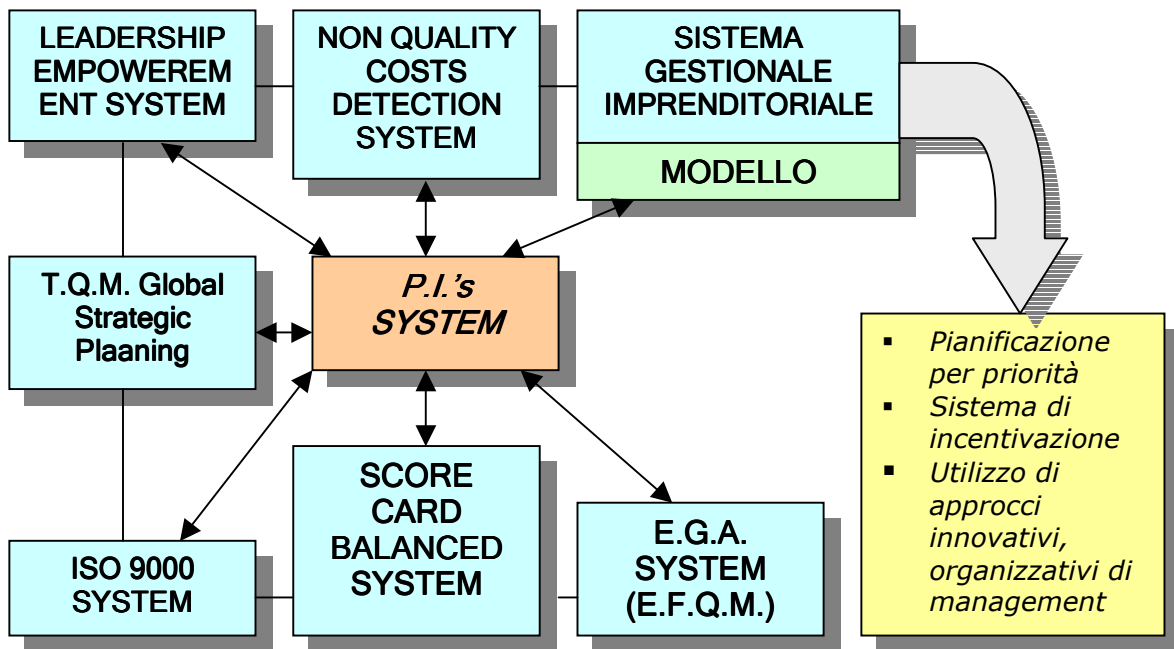 LEADERSHIP
EMPOWEREM
ENT SYSTEM
NON QUALITY
COSTS
DETECTION
SYSTEM
SISTEMA
GESTIONALE
IMPRENDITORIALE
MODELLO
T.Q.M. Global
Strategic
Plaaning
P.I.'s
SYSTEM
▪ Pianificazione
per priorità
▪ Sistema di
incentivazione
▪ Utilizzo di
approcci
innovativi,
organizzativi di
management
ISO 9000
SYSTEM
SCORE
CARD
BALANCED
SYSTEM
E.G.A.
SYSTEM
(E.F.Q.M.)